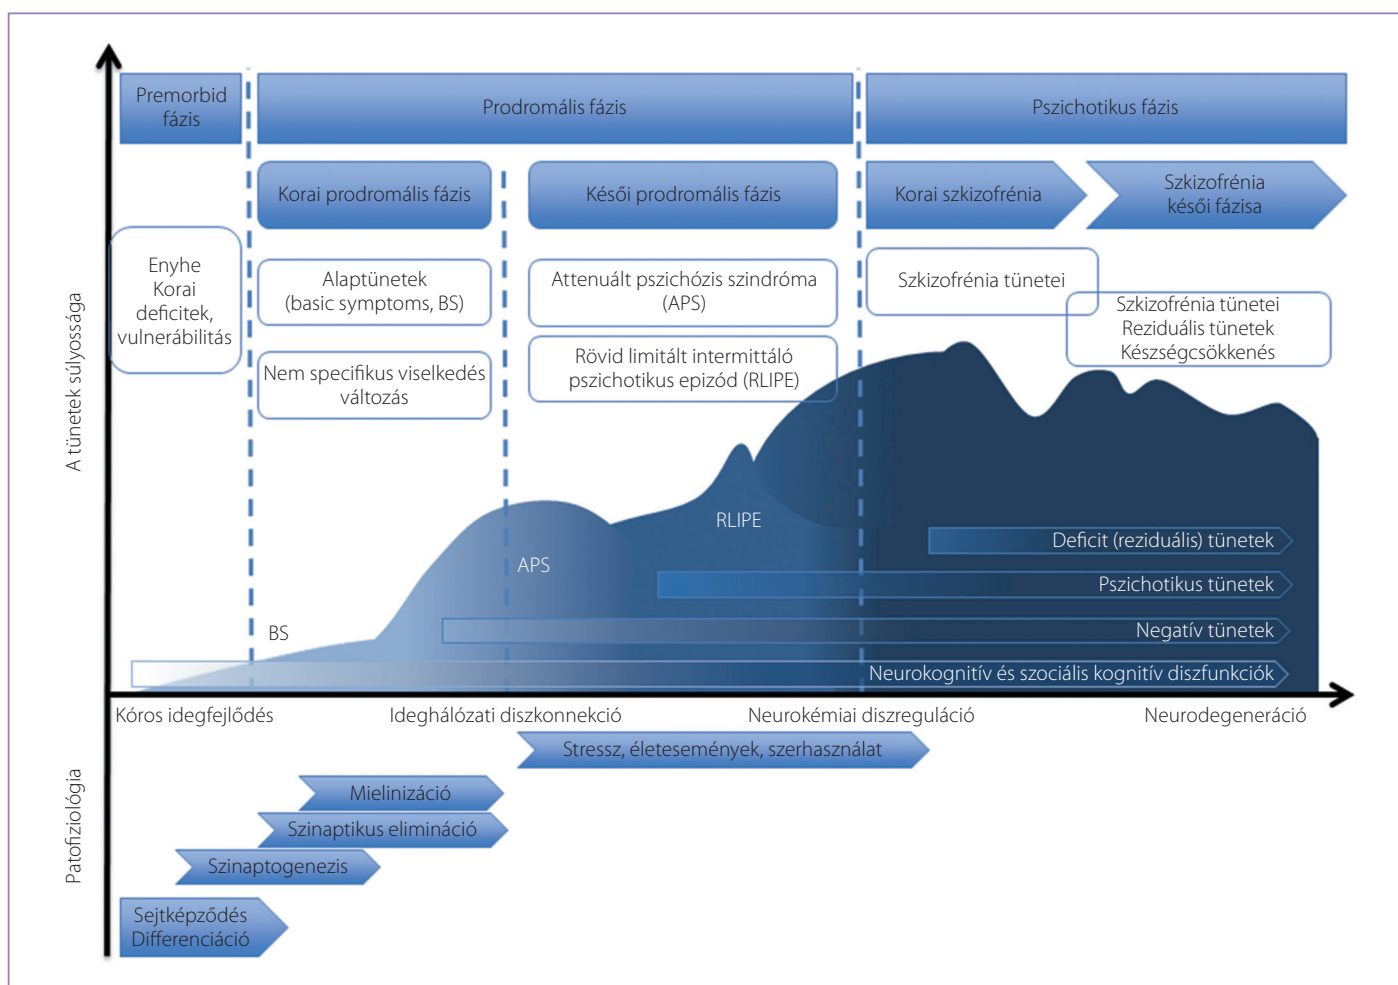 Premorbid
fázis
Prodromális fázis
Pszichotikus fázis
Korai prodromális fázis
Késői prodromális fázis
Korai szkizofrénia
Szkizofrénia
késői fázisa
Enyhe
Korai
deficitek,
vulnerábilitás
Alaptünetek
(basic symptoms, BS)
Nem specifikus viselkedés
változás
Attenuált pszichózis szindróma
(APS)
Rövid limitált intermittáló
pszichotikus epizód (RLIPE)
Szkizofrénia tünetei
Szkizofrénia tünetei
Reziduális tünetek
Készségcsökkenés
A tünetek súlyossága
BS
APS
RLIPE
Deficit (reziduális) tünetek
Pszichotikus tünetek
Negatív tünetek
Neurokognitív és szociális kognitív diszfunkciók
Kóros idegfejlődés
Ideghálózati diszkonnekció
Neurokémiai diszreguláció
Neurodegeneráció
Patofiziológia
Stressz, életesemények, szerhasználat
Mielinizáció
Szinaptikus elimináció
Szinaptogenezis
Sejtképződés
Differenciáció